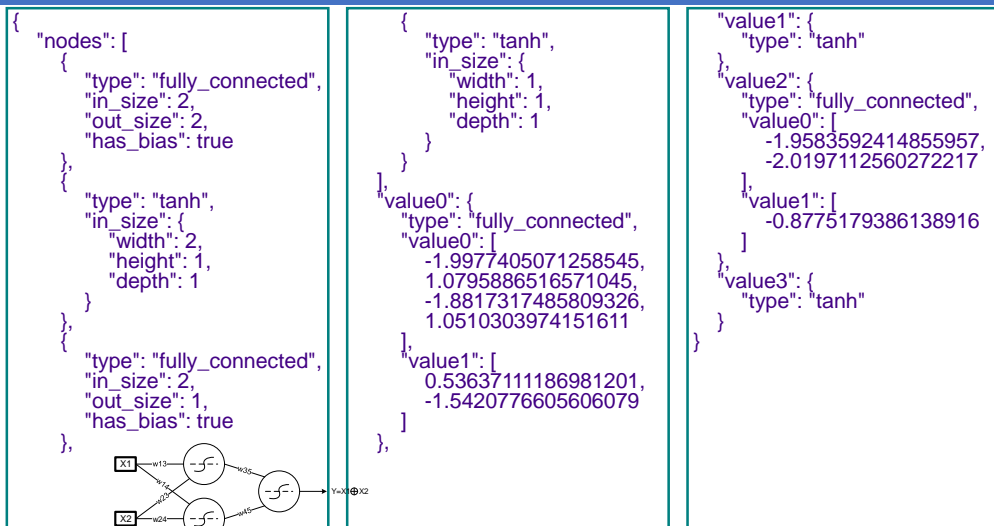 {
"nodes": [
{
"type": "fully_connected",
"in_size": 2,
"out_size": 2,
"has_bias": true
},
{
"type": "tanh",
"in_size": {
"width": 2,
"height": 1,
"depth": 1
}
},
{
"type": "fully_connected",
"in_size": 2,
"out_size": 1,
"has_bias": true
},
X1
w13
w14
w23
X2
w24
w35
w45
Y=X1⊕X2
{
"type": "tanh",
"in_size": {
"width": 1,
"height": 1,
"depth": 1
}
}
],
"value0": {
"type": "fully_connected",
"value0": [
-1.9977405071258545,
1.0795886516571045,
-1.8817317485809326,
1.0510303974151611
],
"value1": [
0.53637111186981201,
-1.5420776605606079
]
},
"value1": {
"type": "tanh"
},
"value2": {
"type": "fully_connected",
"value0": [
-1.9583592414855957,
-2.0197112560272217
],
"value1": [
-0.8775179386138916
]
},
"value3": {
"type": "tanh"
}
}